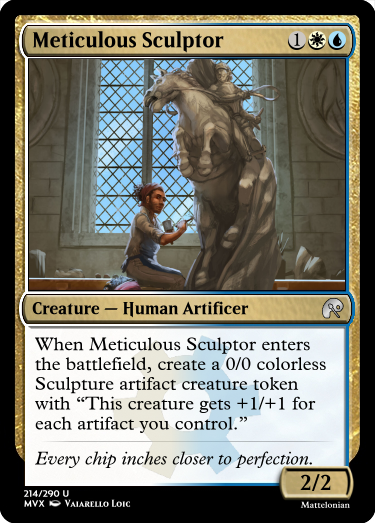 Meticulous Sculptor 1
Creature — Human Artificer
When Meticulous Sculptor enters
the battlefield, create a 0/0 colorless
Sculpture artifact creature token
with “This creature gets +1/+1 for
each artifact you control.”
Every chip inches closer to perfection.
2/2
214/290 U
MVX Vaiarello Loic
Mattelonian